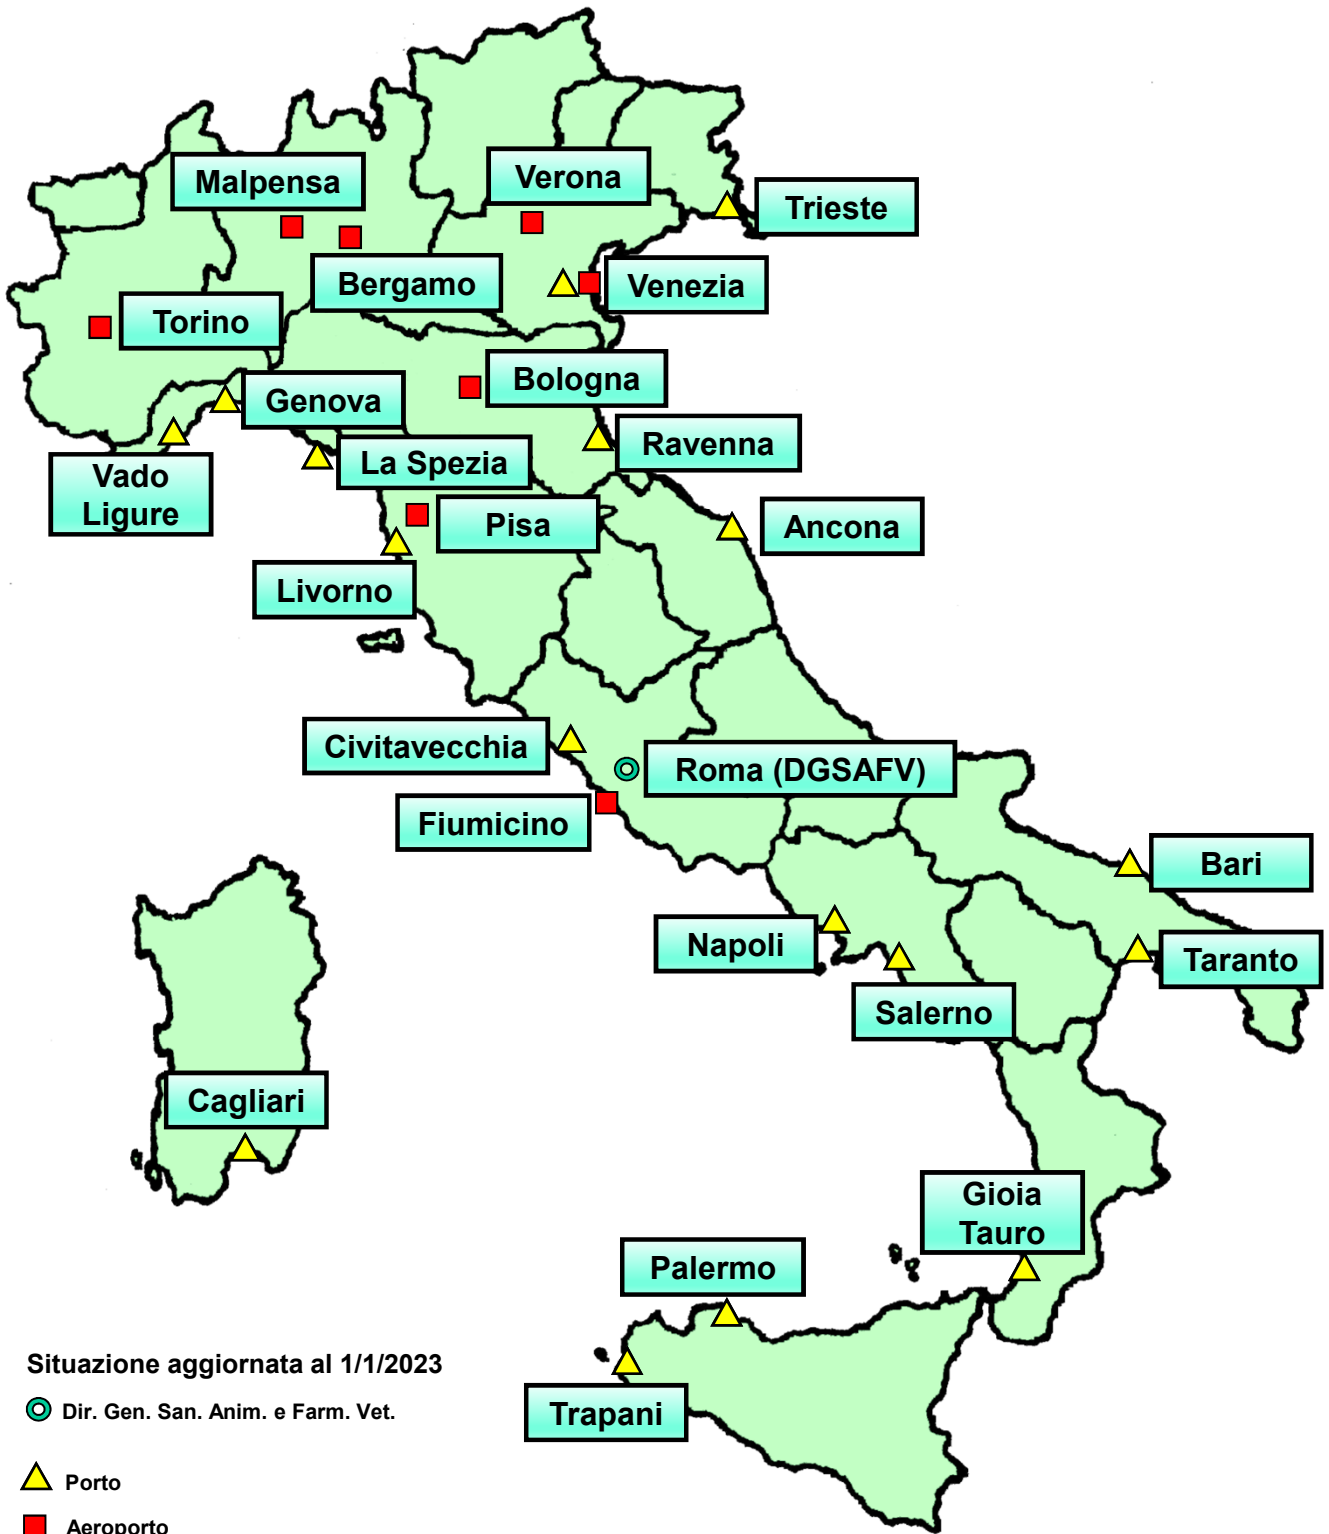 Malpensa
Verona
Trieste
Bergamo
Venezia
Torino
Bologna
Genova
Ravenna
La Spezia
Vado
Ligure
Pisa
Ancona
Livorno
Civitavecchia
Roma (DGSAFV)
Fiumicino
Bari
Napoli
Taranto
Salerno
Cagliari
Gioia
Tauro
Palermo
Trapani
Situazione aggiornata al 1/1/2023
Dir. Gen. San. Anim. e Farm. Vet.
Porto
Aeroporto